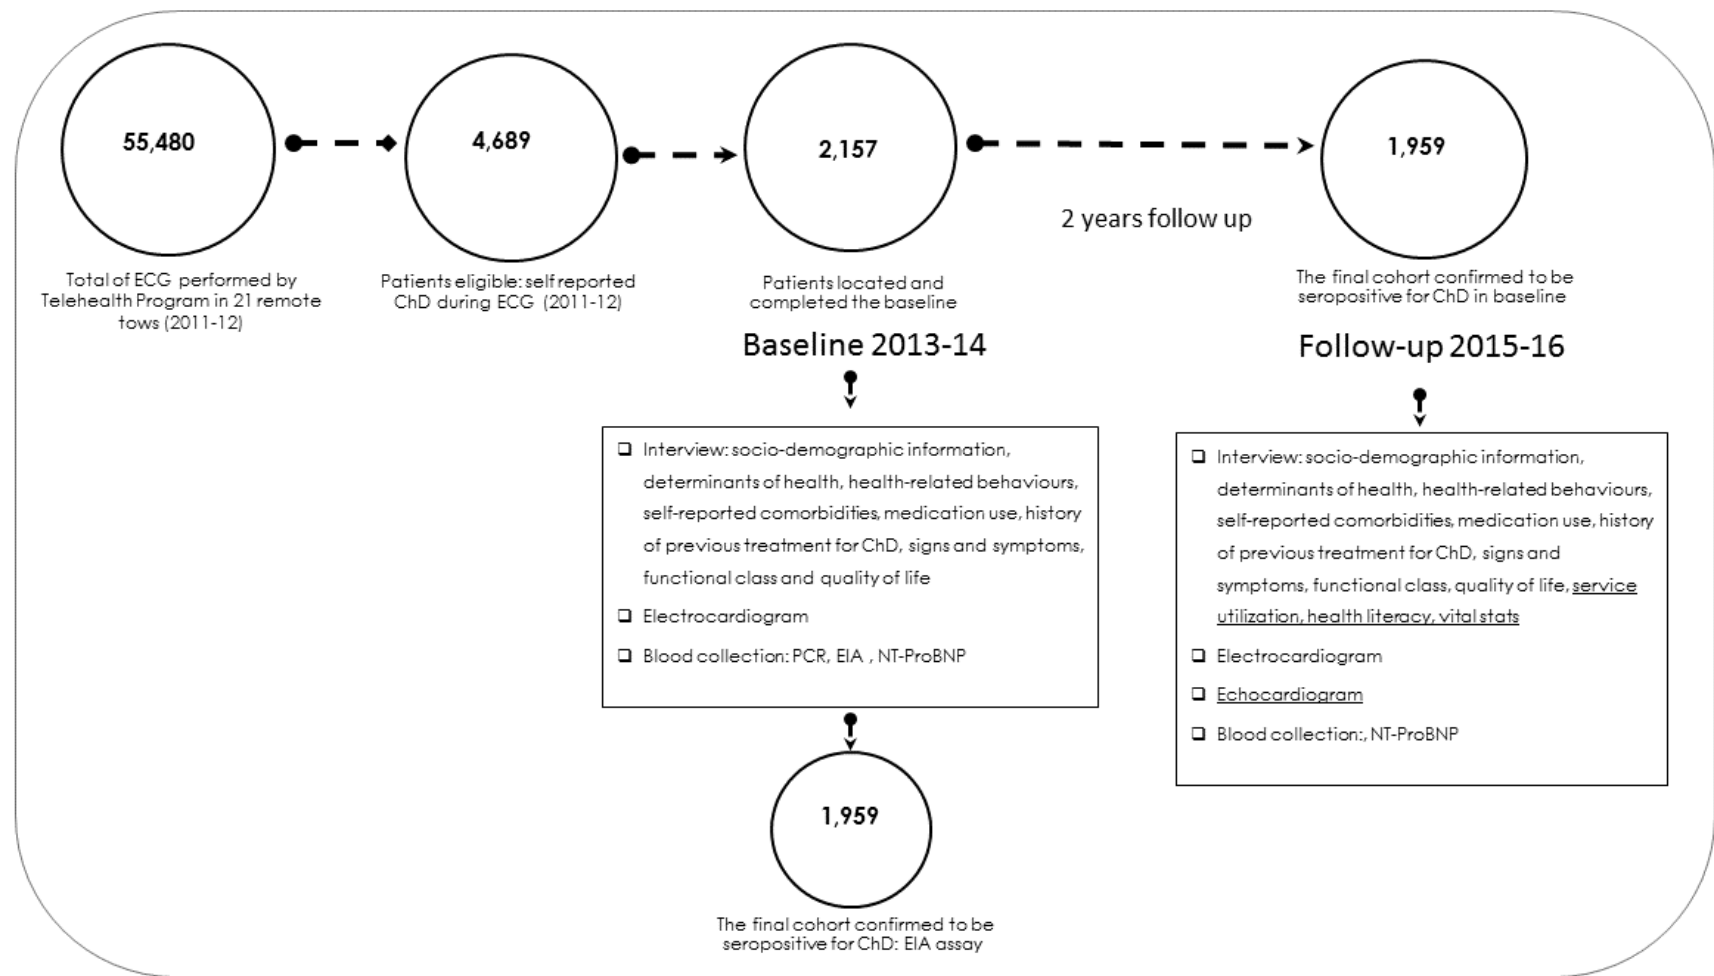 55,480
4,689
2,157
1,959
2 years follow up
Total of ECG performed by
Telehealth Program in 21 remote
tows (2011-12)
Patients eligible: self reported
ChD during ECG (2011-12)
Patients located and
completed the baseline
The final cohort confirmed to be
seropositive for ChD in baseline
Baseline 2013-14
Follow-up 2015-16
❑ Interview: socio-demographic information,
determinants of health, health-related behaviours,
self-reported comorbidities, medication use, history
of previous treatment for ChD, signs and symptoms,
functional class and quality of life
❑ Electrocardiogram
❑ Blood collection: PCR, EIA , NT-ProBNP
❑ Interview: socio-demographic information,
determinants of health, health-related behaviours,
self-reported comorbidities, medication use, history
of previous treatment for ChD, signs and
symptoms, functional class, quality of life, service
utilization, health literacy, vital stats
❑ Electrocardiogram
❑ Echocardiogram
❑ Blood collection:, NT-ProBNP
1,959
The final cohort confirmed to be
seropositive for ChD: EIA assay